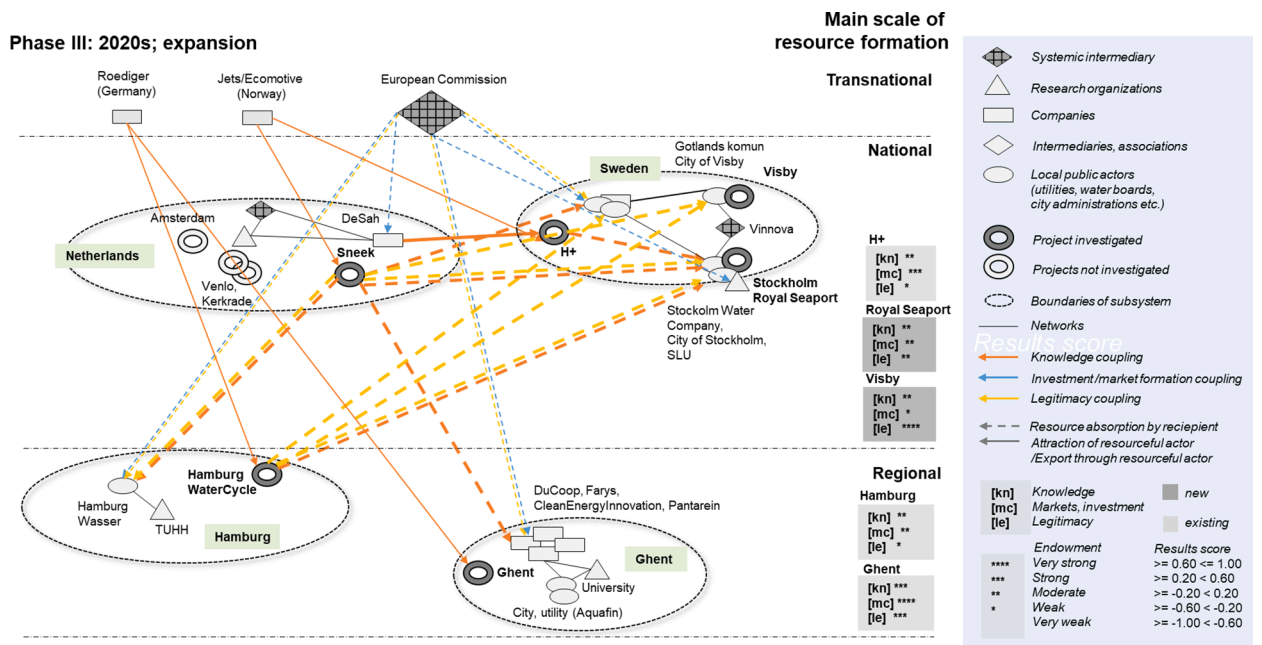 Phase III: 2020s; expansion
Main scale of
resource formation
Roediger
(Germany)
Jets/Ecomotive
(Norway)
European Commission
Transnational
National
Gotlands komun
City of Visby
Sweden
Visby
Amsterdam
DeSah
Vinnova
Netherlands
Sneek
H+
Venlo,
Kerkrade
Stockholm
Royal Seaport
Stockolm Water
Company,
City of Stockholm,
SLU
H+
[kn] **
[mc] ***
[le] *
Royal Seaport
[kn] **
[mc] **
[le] **
Visby
[kn] **
[mc] *
[le] ****
Regional
Hamburg
WaterCycle
Hamburg
Wasser
TUHH
Hamburg
DuCoop, Farys,
CleanEnergyInnovation, Pantarein
Ghent
Ghent
University
City, utility (Aquafin)
Hamburg
[kn] **
[mc] **
[le] *
Ghent
[kn] ***
[mc] ****
[le] ***
Systemic intermediary
Research organizations
Companies
Intermediaries, associations
Local public actors
(utilities, water boards,
city administrations etc.)
Project investigated
Projects not investigated
Boundaries of subsystem
Networks
Results score
Knowledge coupling
Investment/market formation coupling
Legitimacy coupling
Resource absorption by reciepient
Attraction of resourceful actor
/Export through resourceful actor
[kn] Knowledge new
[mc] Markets, investment
[le] Legitimacy existing
Endowment Results score
**** Very strong >= 0.60 <= 1.00
*** Strong >= 0.20 < 0.60
** Moderate >= -0.20 < 0.20
* Weak >= -0.60 < -0.20
Very weak >= -1.00 < -0.60